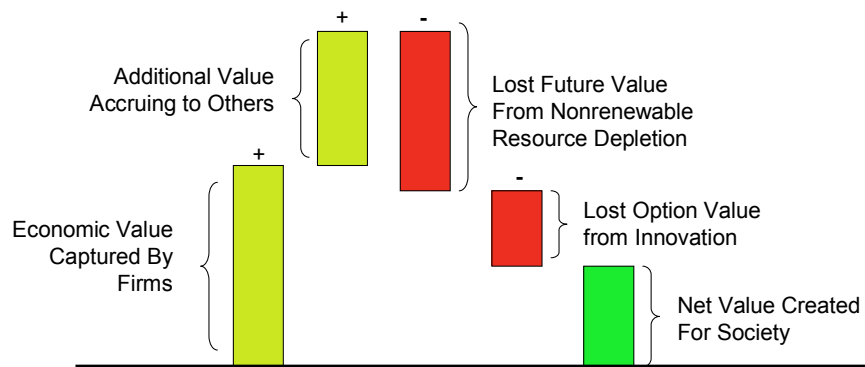 +
-
Additional Value
Accruing to Others
Lost Future Value
From Nonrenewable
Resource Depletion
+
-
Economic Value
Captured By
Firms
Lost Option Value
from Innovation
Net Value Created
For Society